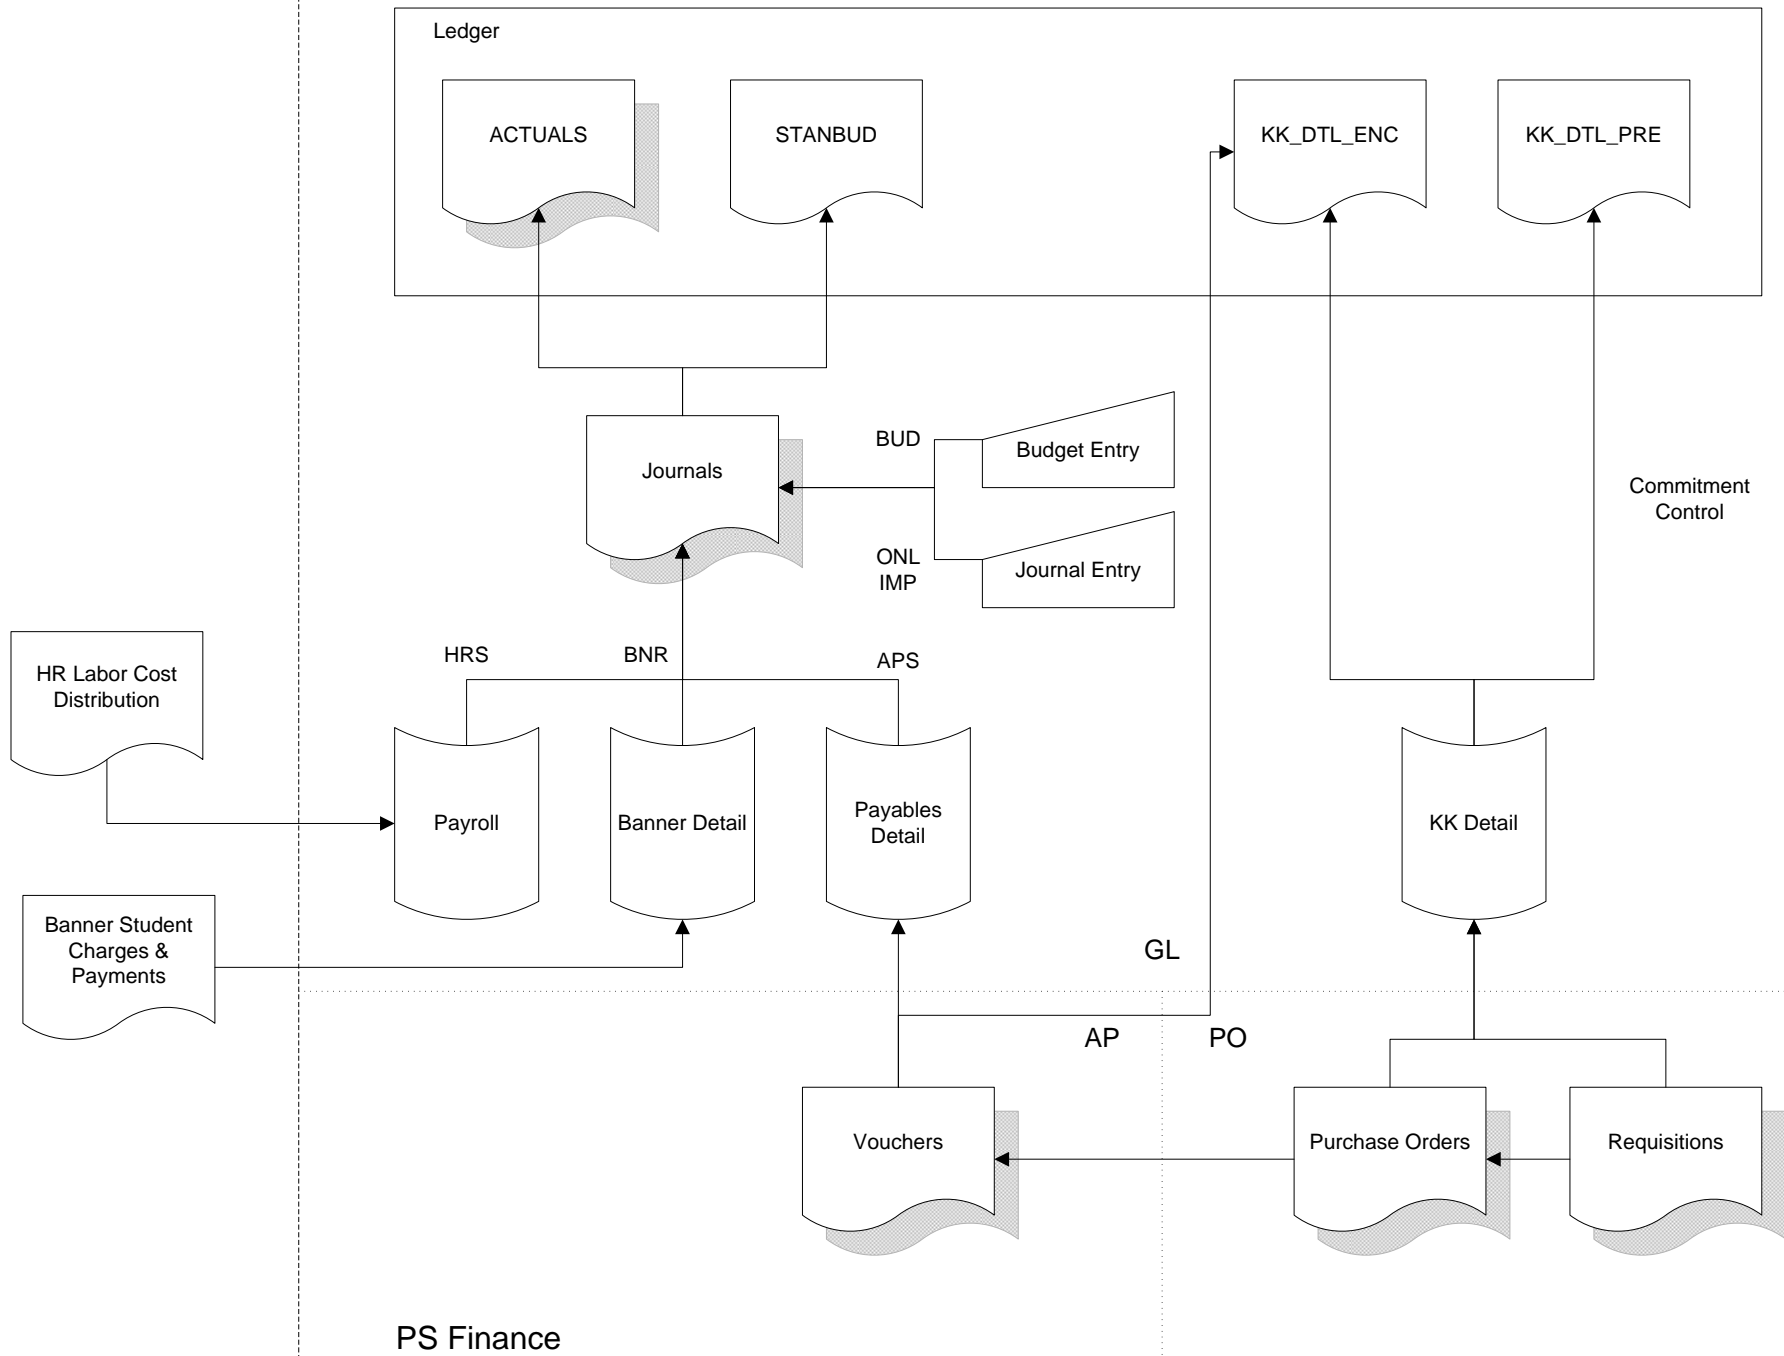 Ledger
ACTUALS
STANBUD
KK_DTL_ENC
KK_DTL_PRE
Journals
BUD
Budget Entry
ONL
IMP
Journal Entry
Commitment
Control
HR Labor Cost
Distribution
HRS
BNR
APS
Payroll
Banner Detail
Payables
Detail
KK Detail
Banner Student
Charges &
Payments
GL
AP
PO
Vouchers
Purchase Orders
Requisitions
PS Finance